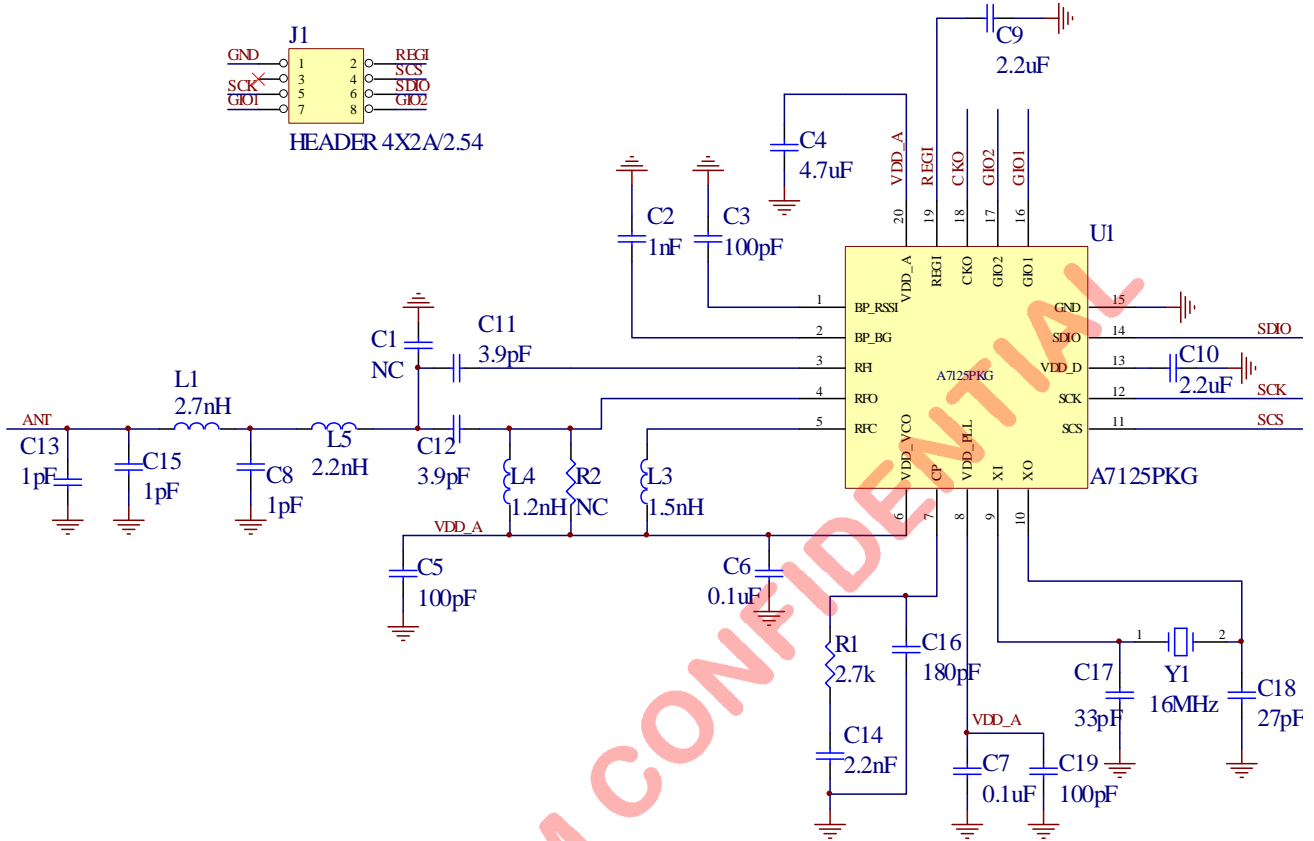 J1
GND 1 2 REGI
3 4 SCS
SCK 5 6 SDIO
GIO1 7 8 GIO2
HEADER 4X2A/2.54
C9
2.2uF
C4
4.7uF
VDD_A
REGI
CKO
GIO2
GIO1
20
19
18
17
16
C2
1nF
C3
100pF
U1
VDD_A
REGI
CKO
GIO2
GIO1
1 BP_RSSI
2 BP_BG
3 RFI
4 RFO
5 RFC
GND 15
SDIO 14 SDIO
VDD_D 13
SCK 12 SCK
SCS 11 SCS
A7125PKG
C10
2.2uF
VDD_VCO
CP
VDD_PLL
XI
XO
6
7
8
9
10
A7125PKG
C1
NC
C11
3.9pF
L1
2.7nH
ANT
C13
1pF
C15
1pF
C8
1pF
L5
2.2nH
C12
3.9pF
L4
1.2nH
R2
NC
L3
1.5nH
VDD_A
C5
100pF
C6
0.1uF
R1
2.7k
C16
180pF
C14
2.2nF
VDD_A
C7
0.1uF
C19
100pF
1 2
Y1
16MHz
C17
33pF
C18
27pF
M CONFIDENTIAL